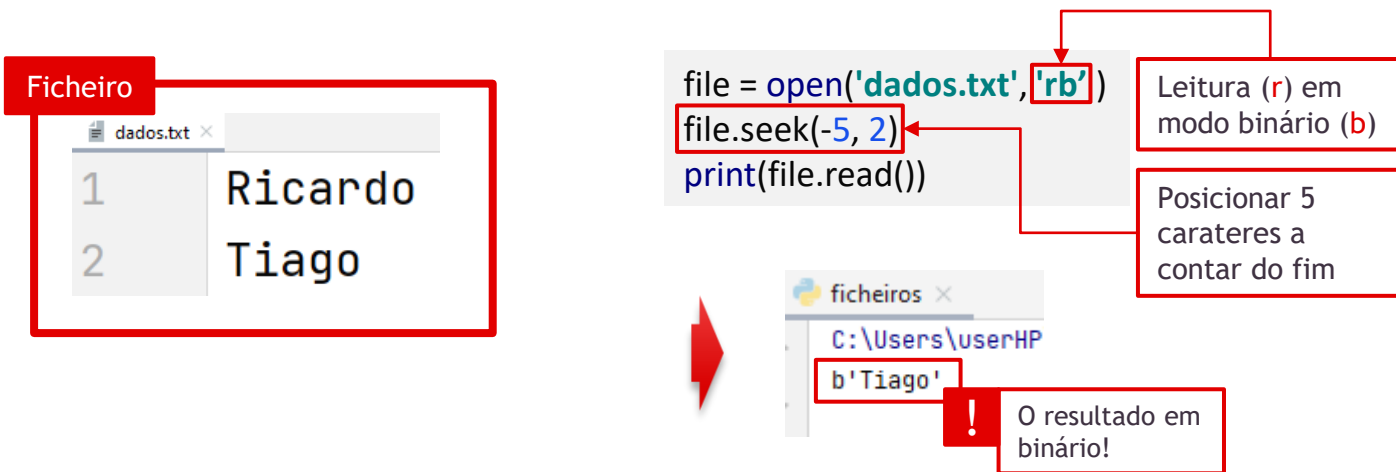 Ficheiro
dados.txt
1 Ricardo
2 Tiago
file = open('dados.txt','rb’)
file.seek(-5, 2)
print(file.read())
Leitura (r) em
modo binário (b)
Posicionar 5
carateres a
contar do fim
ficheiros
C:\Users\userHP
b'Tiago'
!
O resultado em
binário!